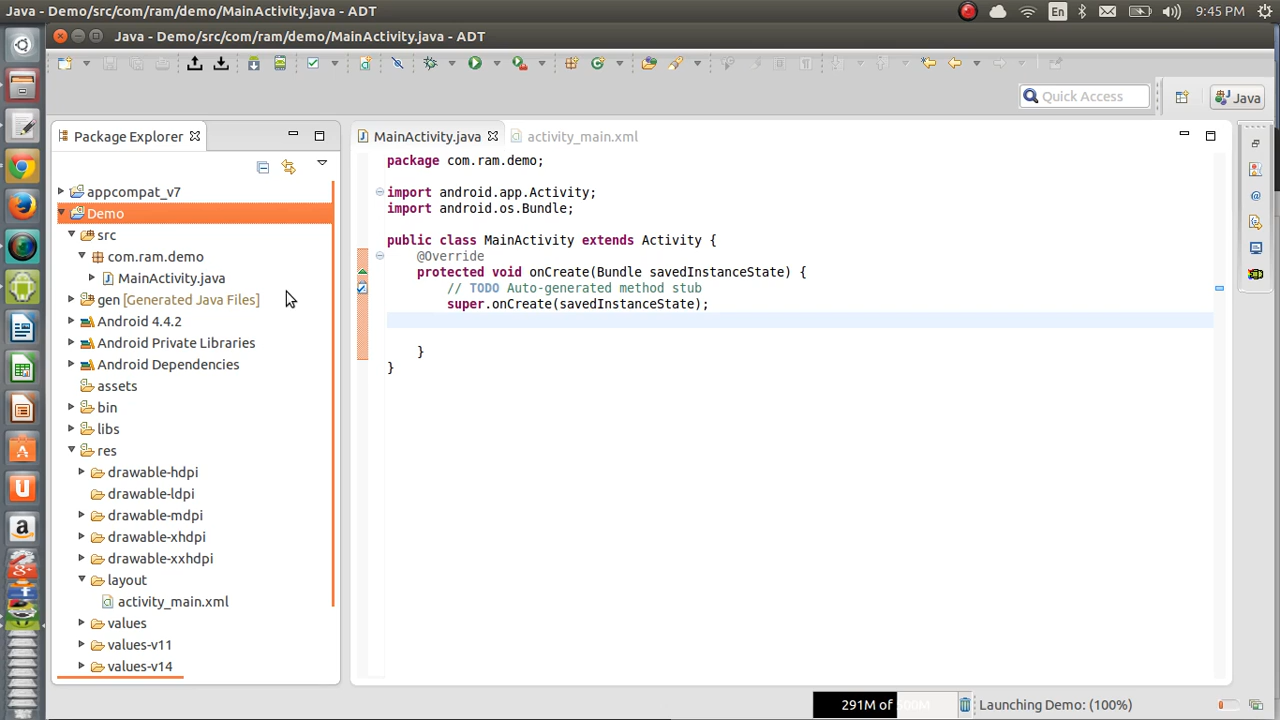 Java - Demo/src/com/ram/demo/MainActivity.java - ADT
En
9:45 PM
Java - Demo/src/com/ram/demo/MainActivity.java - ADT
Quick Access
Java
Package Explorer
MainActivity.java
activity_main.xml
appcompat_v7
Demo
src
com.ram.demo
MainActivity.java
gen [Generated Java Files]
Android 4.4.2
Android Private Libraries
Android Dependencies
assets
bin
libs
res
drawable-hdpi
drawable-ldpi
drawable-mdpi
drawable-xhdpi
drawable-xxhdpi
layout
activity_main.xml
values
values-v11
values-v14
package com.ram.demo;
import android.app.Activity;
import android.os.Bundle;
public class MainActivity extends Activity {
@Override
protected void onCreate(Bundle savedInstanceState) {
// TODO Auto-generated method stub
super.onCreate(savedInstanceState);
}
}
291M of 500M
Launching Demo: (100%)